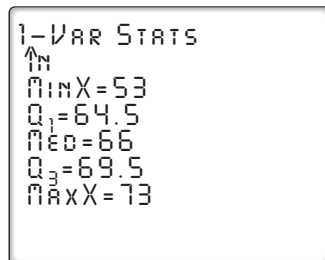 1-Var Stats
↑n
MinX=53
Q₁=64.5
Med=66
Q₃=69.5
MaxX=73